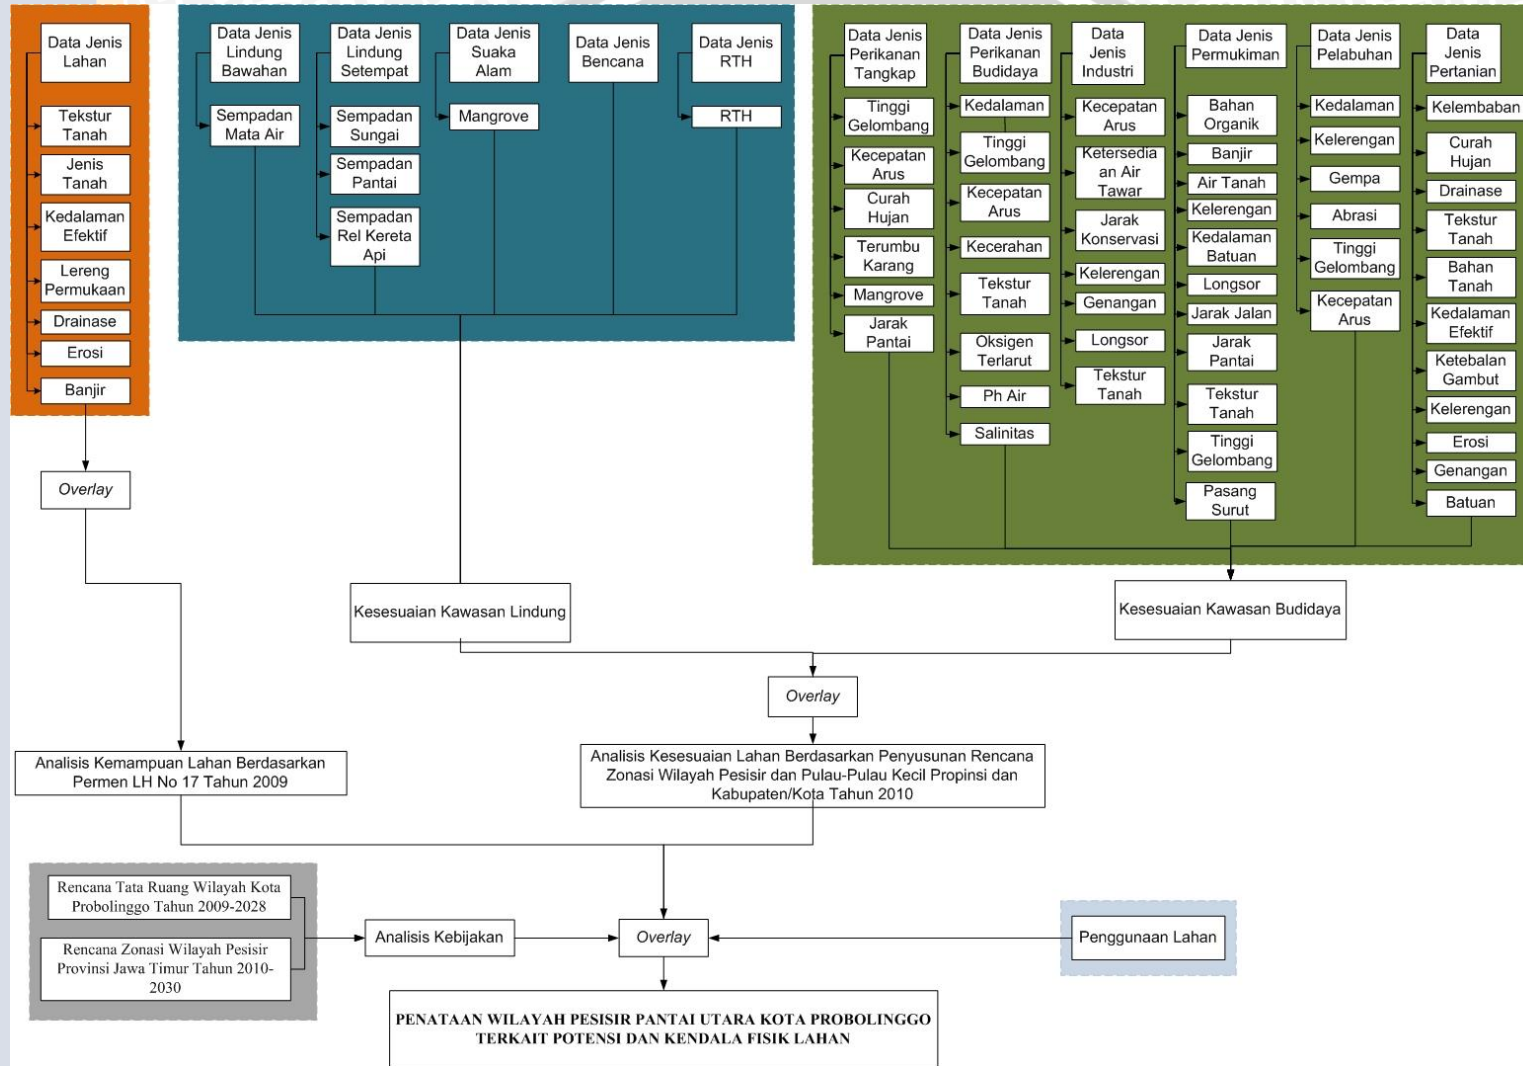 Data Jenis
Lahan
Tekstur
Tanah
Jenis
Tanah
Kedalaman
Efektif
Lereng
Permukaan
Drainase
Erosi
Banjir
Overlay
Data Jenis
Lindung
Bawahan
Sempadan
Mata Air
Data Jenis
Lindung
Setempat
Sempadan
Sungai
Sempadan
Pantai
Sempadan
Rel Kereta
Api
Data Jenis
Suaka
Alam
Mangrove
Data Jenis
Bencana
Data Jenis
RTH
RTH
Data Jenis
Perikanan
Tangkap
Tinggi
Gelombang
Kecepatan
Arus
Curah
Hujan
Terumbu
Karang
Mangrove
Jarak
Pantai
Data Jenis
Perikanan
Budidaya
Kedalaman
Tinggi
Gelombang
Kecepatan
Arus
Kecerahan
Tekstur
Tanah
Oksigen
Terlarut
Ph Air
Salinitas
Data
Jenis
Industri
Kecepatan
Arus
Ketersedia
an Air
Tawar
Jarak
Konservasi
Kelerengan
Genangan
Longsor
Tekstur
Tanah
Data Jenis
Permukiman
Bahan
Organik
Banjir
Air Tanah
Kelerengan
Kedalaman
Batuan
Longsor
Jarak Jalan
Jarak
Pantai
Tekstur
Tanah
Tinggi
Gelombang
Pasang
Surut
Data Jenis
Pelabuhan
Kedalaman
Kelerengan
Gempa
Abrasi
Tinggi
Gelombang
Kecepatan
Arus
Data
Jenis
Pertanian
Kelembaban
Curah
Hujan
Drainase
Tekstur
Tanah
Bahan
Tanah
Kedalaman
Efektif
Ketebalan
Gambut
Kelerengan
Erosi
Genangan
Batuan
Kesesuaian Kawasan Lindung
Kesesuaian Kawasan Budidaya
Overlay
Analisis Kemampuan Lahan Berdasarkan
Permen LH No 17 Tahun 2009
Analisis Kesesuaian Lahan Berdasarkan Penyusunan Rencana
Zonasi Wilayah Pesisir dan Pulau-Pulau Kecil Propinsi dan
Kabupaten/Kota Tahun 2010
Rencana Tata Ruang Wilayah Kota
Probolinggo Tahun 2009-2028
Rencana Zonasi Wilayah Pesisir
Provinsi Jawa Timur Tahun 2010-
2030
Analisis Kebijakan
Overlay
Penggunaan Lahan
PENATAAN WILAYAH PESISIR PANTAI UTARA KOTA PROBOLINGGO
TERKAIT POTENSI DAN KENDALA FISIK LAHAN